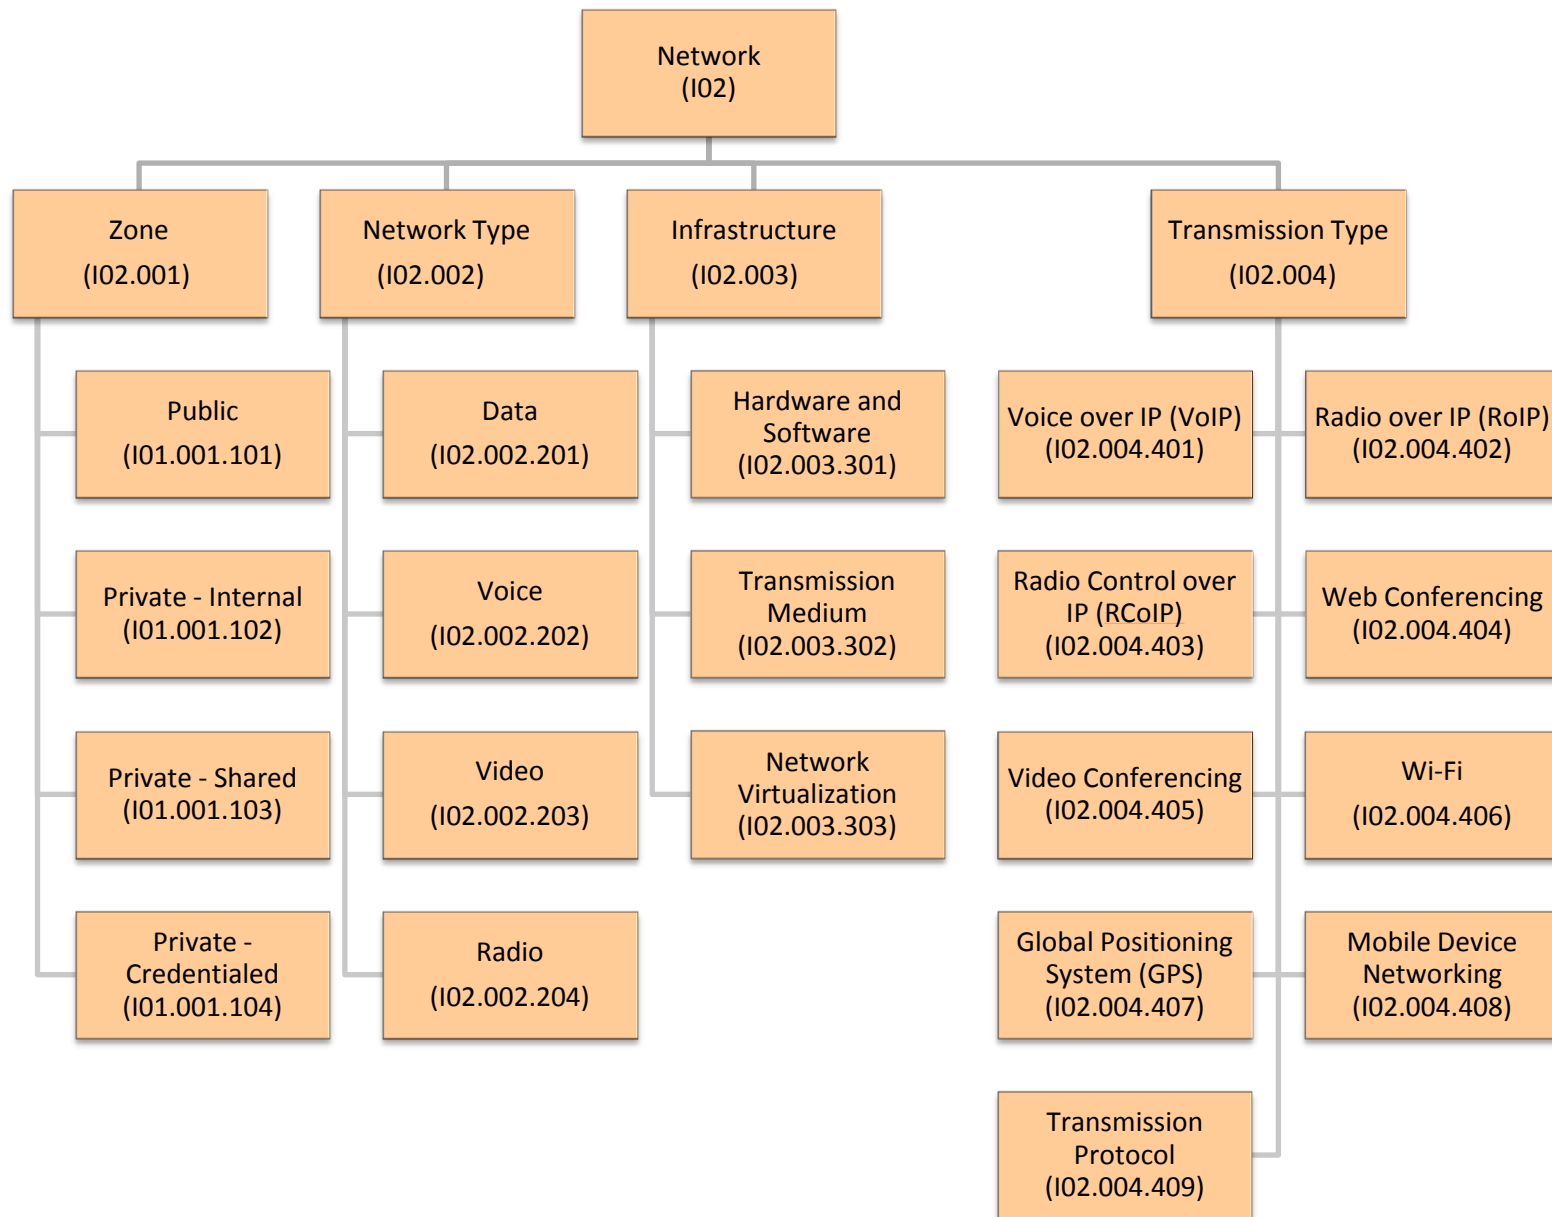 Network
(I02)
Zone
(I02.001)
Network Type
(I02.002)
Infrastructure
(I02.003)
Transmission Type
(I02.004)
Public
(I01.001.101)
Private - Internal
(I01.001.102)
Private - Shared
(I01.001.103)
Private -
Credentialed
(I01.001.104)
Data
(I02.002.201)
Voice
(I02.002.202)
Video
(I02.002.203)
Radio
(I02.002.204)
Hardware and
Software
(I02.003.301)
Transmission
Medium
(I02.003.302)
Network
Virtualization
(I02.003.303)
Voice over IP (VoIP)
(I02.004.401)
Radio over IP (RoIP)
(I02.004.402)
Radio Control over
IP (RCoIP)
(I02.004.403)
Web Conferencing
(I02.004.404)
Video Conferencing
(I02.004.405)
Wi-Fi
(I02.004.406)
Global Positioning
System (GPS)
(I02.004.407)
Mobile Device
Networking
(I02.004.408)
Transmission
Protocol
(I02.004.409)